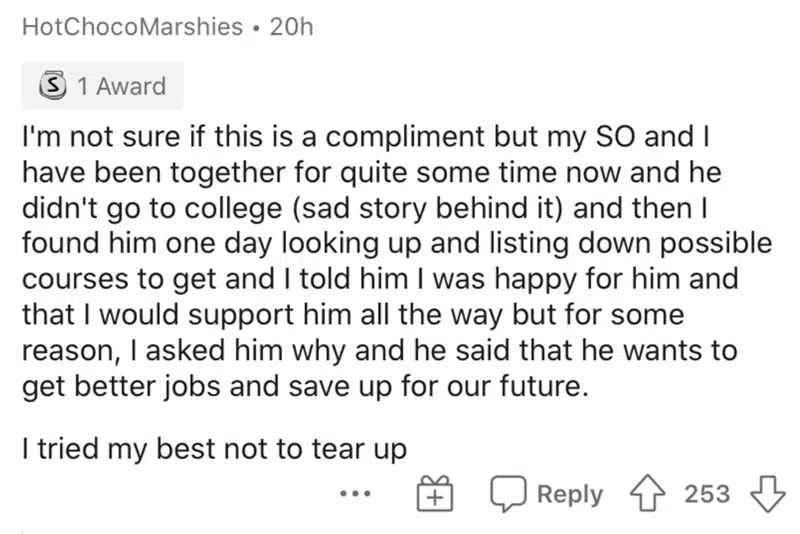 HotChocoMarshies • 20h
S 1 Award
I'm not sure if this is a compliment but my SO and I
have been together for quite some time now and he
didn't go to college (sad story behind it) and then I
found him one day looking up and listing down possible
courses to get and I told him I was happy for him and
that I would support him all the way but for some
reason, I asked him why and he said that he wants to
get better jobs and save up for our future.
I tried my best not to tear up
... Reply 253